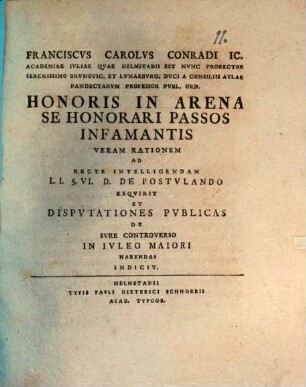 FRANCISCVS CAROLVS CONRADI IC.
ACADEMIAE IVLIAE QVAE HELMSTADII EST NVNC PRORECTOR
SERENISSIMO BRVNOVIC. ET LVNAEBVRG. DVCI A CONSILIIS AVLAE
PANDECTARVM PROFESSOR PVBL. ORD.
HONORIS IN ARENA
SE HONORARI PASSOS
INFAMANTIS
VERAM RATIONEM
AD
RECTE INTELLIGENDAM
L.I. §.VI. D. DE POSTVLANDO
EXQVIRIT
ET
DISPVTATIONES PVBLICAS
DE
IVRE CONTROVERSO
IN IVLEO MAIORI
HABENDAS
INDICIT.
HELMSTADII
TYPIS PAVLI DIETERICI SCHNORRII
ACAD. TYPOGR.